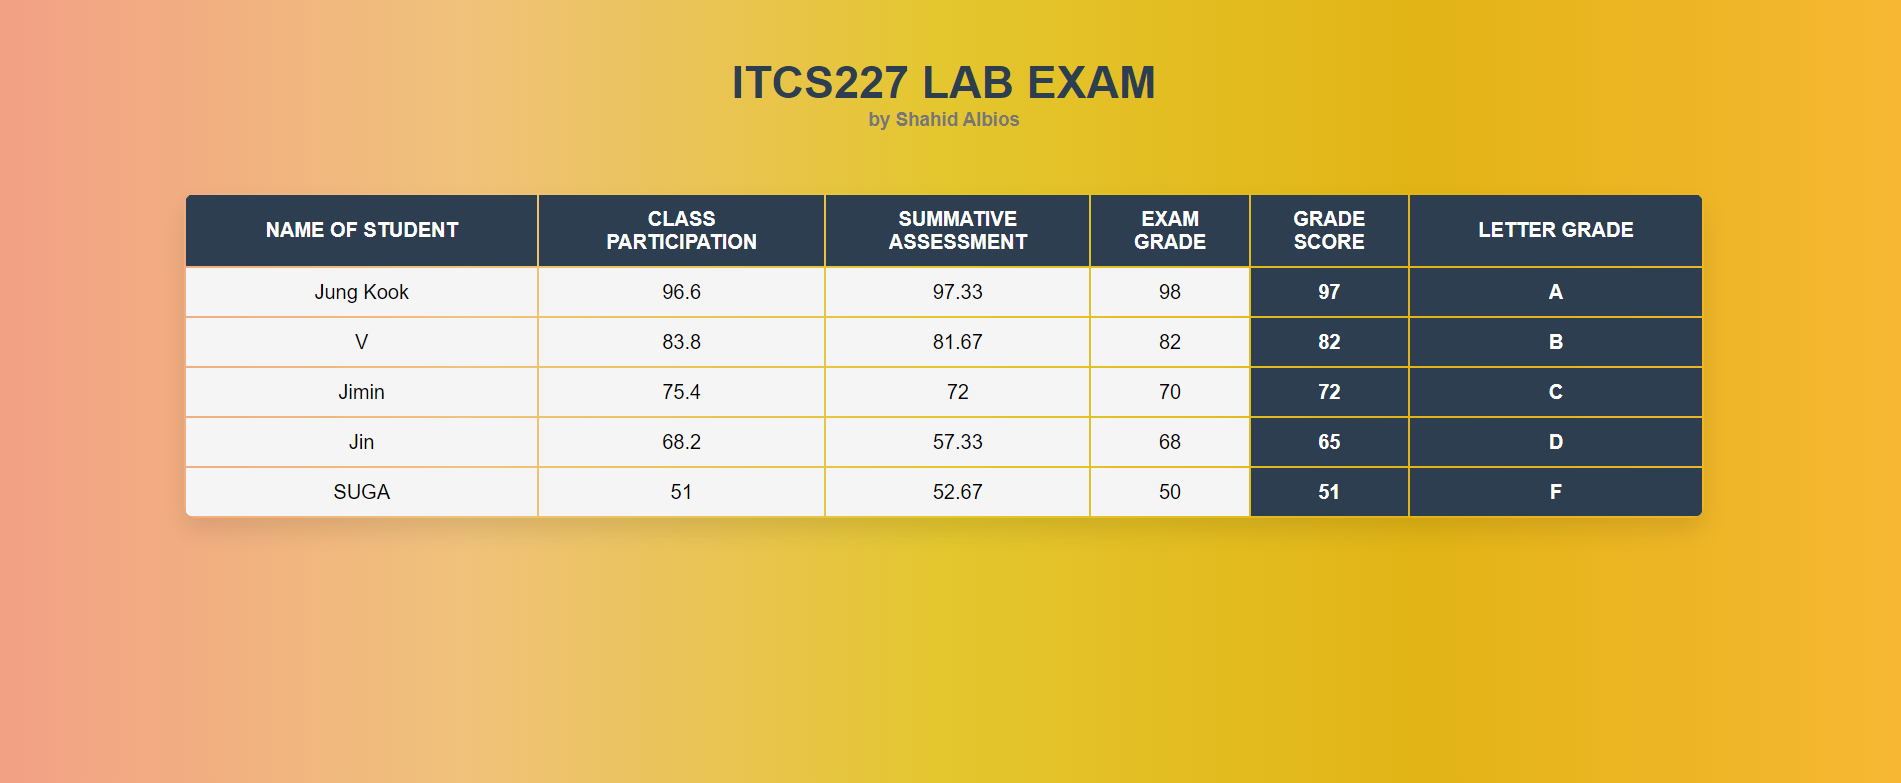 ITCS227 LAB EXAM
by Shahid Albios
NAME OF STUDENT CLASS PARTICIPATION SUMMATIVE ASSESSMENT EXAM GRADE GRADE SCORE LETTER GRADE
Jung Kook 96.6 97.33 98 97 A
V 83.8 81.67 82 82 B
Jimin 75.4 72 70 72 C
Jin 68.2 57.33 68 65 D
SUGA 51 52.67 50 51 F